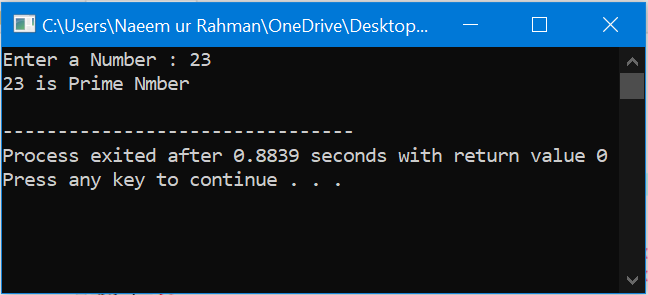 C:\Users\Naeem ur Rahman\OneDrive\Desktop...
Enter a Number : 23
23 is Prime Nmber
--------------------------------
Process exited after 0.8839 seconds with return value 0
Press any key to continue . . .